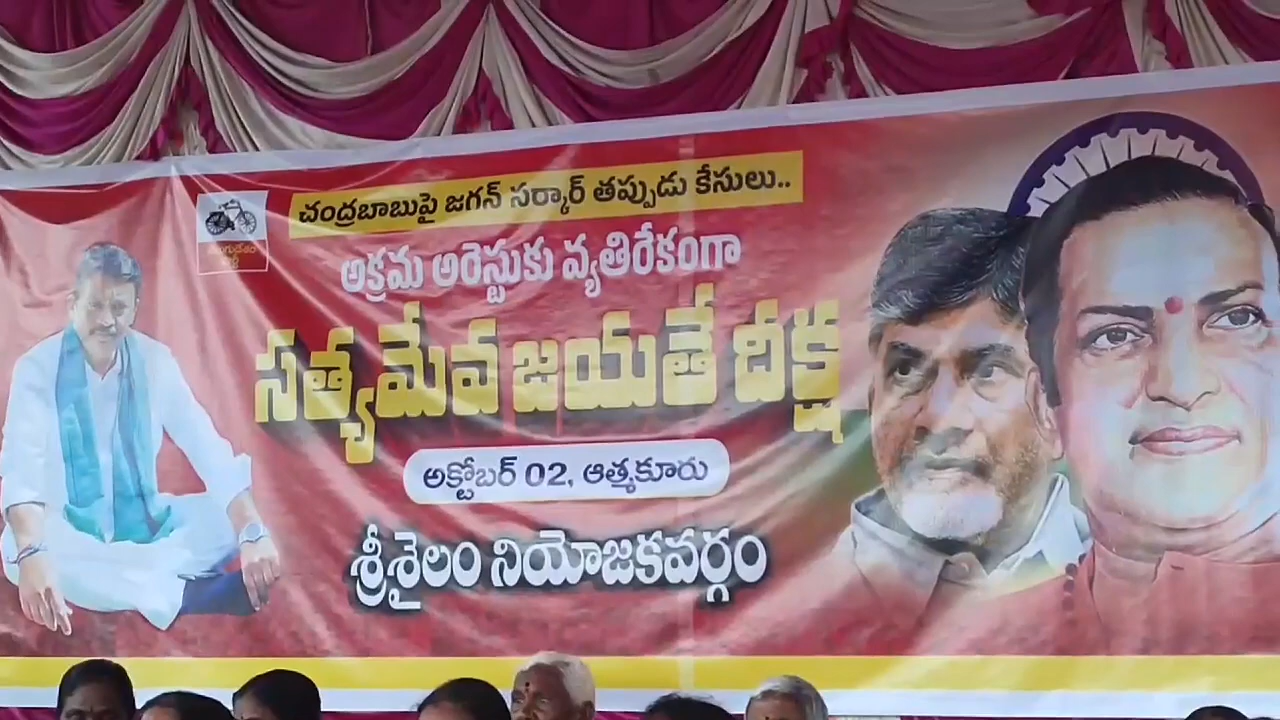 చంద్రబాబుపై జగన్ సర్కార్ తప్పుడు కేసులు..
అక్రమ అరెస్టుకు వ్యతిరేకంగా
సత్యమేవ జయతే దీక్ష
అక్టోబర్ 02, ఆత్మకూరు
శ్రీశైలం నియోజకవర్గం